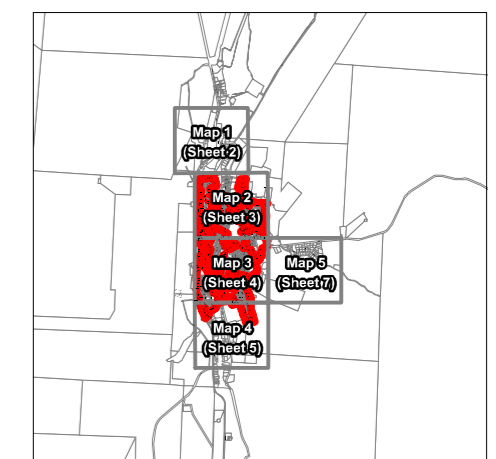 Map 1
(Sheet 2)
Map 2
(Sheet 3)
Map 3
(Sheet 4)
Map 5
(Sheet 7)
Map 4
(Sheet 5)